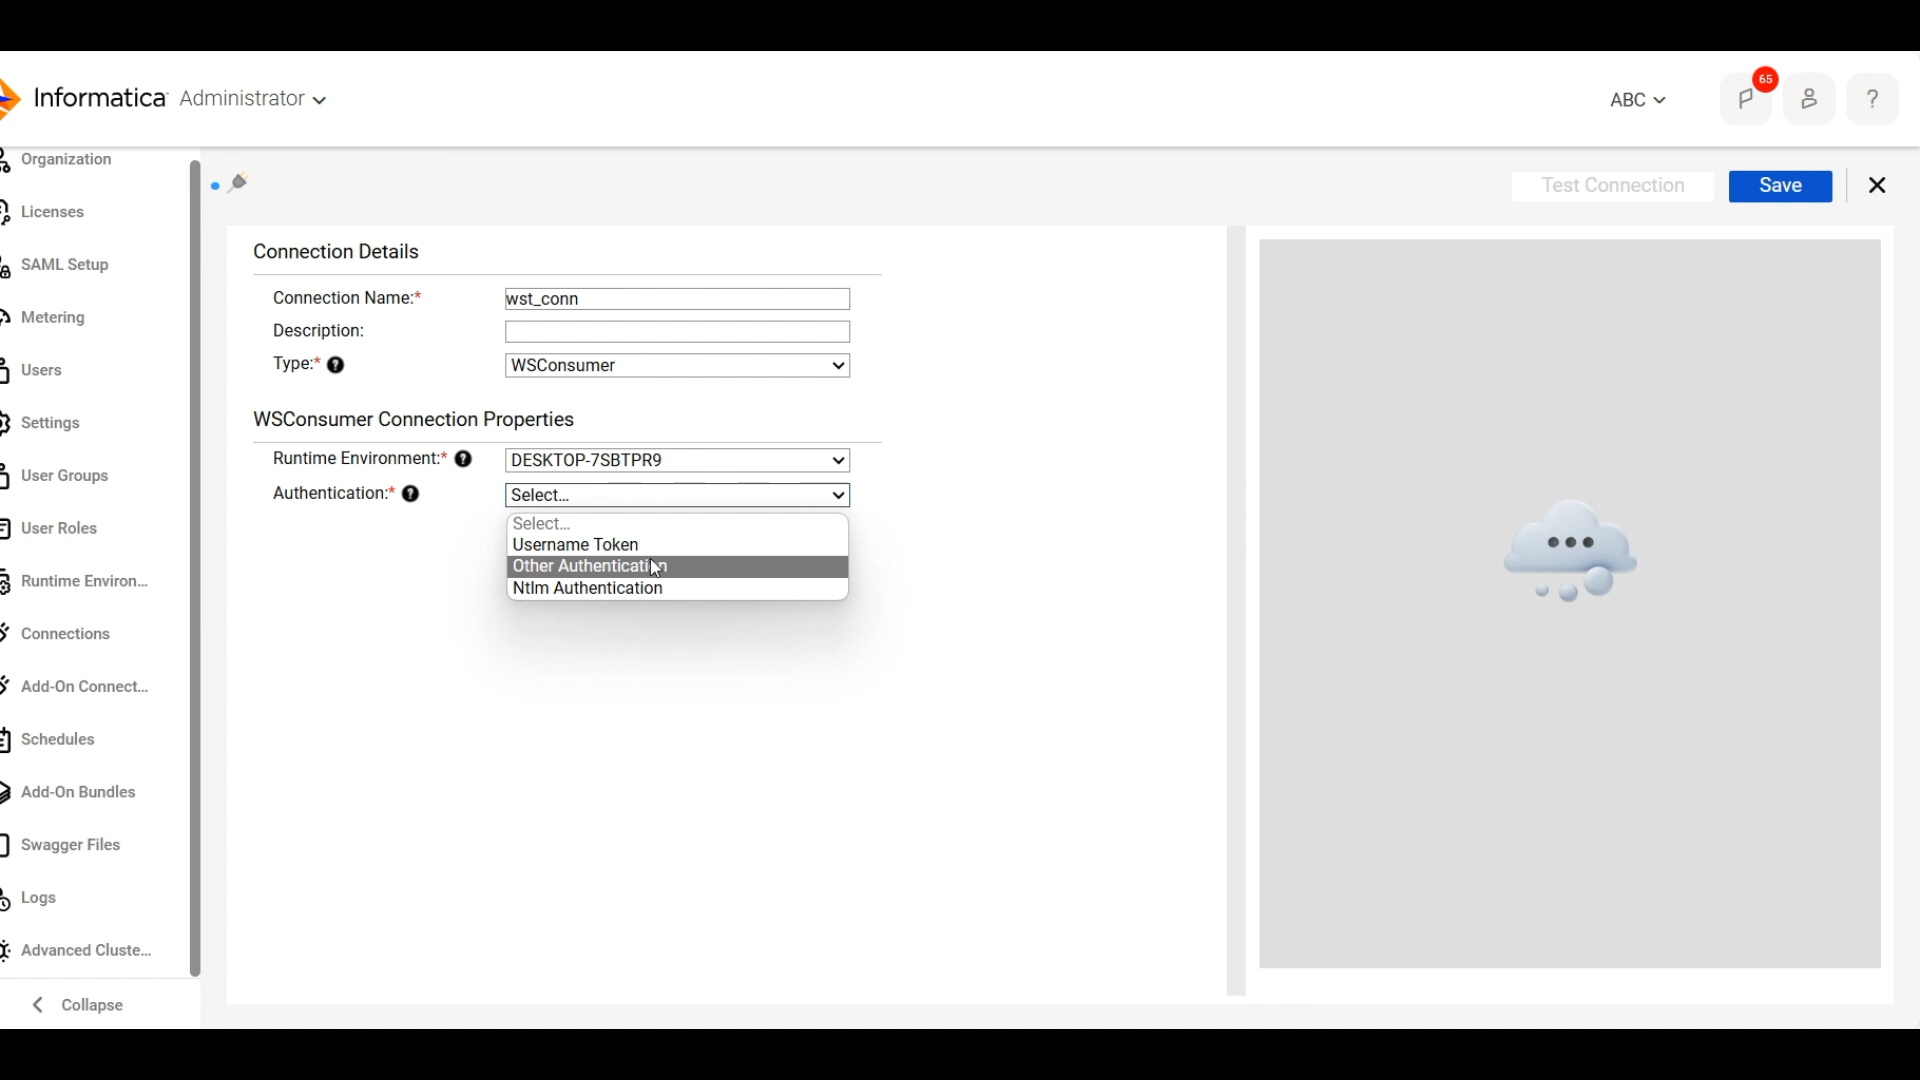 Informatica Administrator
ABC
65
?
Organization
Licenses
SAML Setup
Metering
Users
Settings
User Groups
User Roles
Runtime Environ...
Connections
Add-On Connect...
Schedules
Add-On Bundles
Swagger Files
Logs
Advanced Cluste...
Collapse
Test Connection Save
Connection Details
Connection Name:* wst_conn
Description:
Type:* ? WSConsumer
WSConsumer Connection Properties
Runtime Environment:* ? DESKTOP-7SBTPR9
Authentication:* ? Select...
Select...
Username Token
Other Authentication
Ntlm Authentication